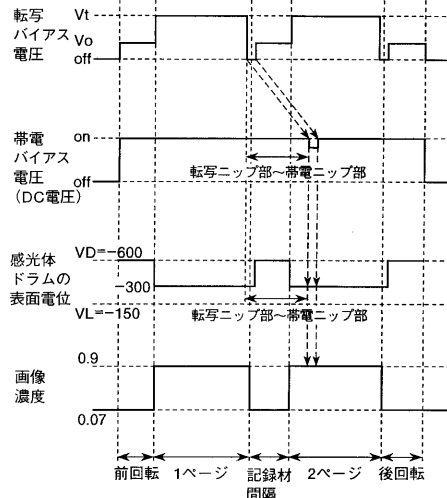 転写
バイアス
電圧
Vt
Vo
off
帯電
バイアス
電圧
(DC電圧)
on
off
転写ニップ部~帯電ニップ部
感光体
ドラムの
表面電位
VD=-600
-300
VL=-150
転写ニップ部~帯電ニップ部
画像
濃度
0.9
0.07
前回転
1ページ
記録材
間隔
2ページ
後回転